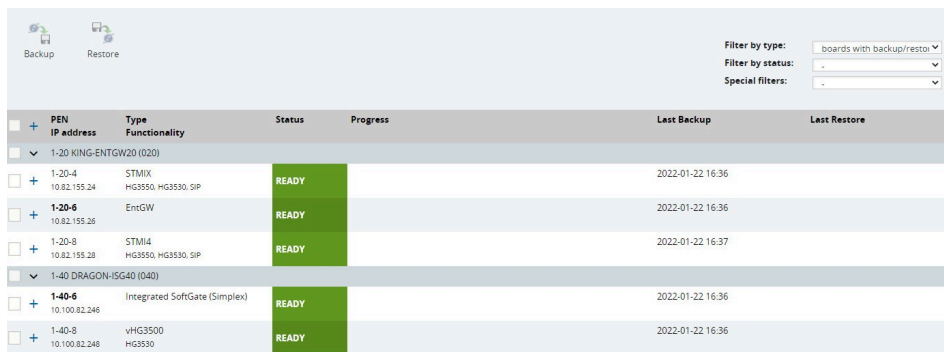 Backup Restore
Filter by type: boards with backup/restor
Filter by status: -
Special filters: -
PEN Type Status Progress Last Backup Last Restore
IP address Functionality
1-20 KING-ENTGW20 (020)
1-20-4 STMIX READY 2022-01-22 16:36
10.82.155.24 HG3550, HG3530, SIP
1-20-6 EntGW READY 2022-01-22 16:36
10.82.155.26
1-20-8 STMI4 READY 2022-01-22 16:37
10.82.155.28 HG3550, HG3530, SIP
1-40 DRAGON-ISG40 (040)
1-40-6 Integrated SoftGate (Simplex) READY 2022-01-22 16:36
10.100.82.246
1-40-8 vHG3500 READY 2022-01-22 16:36
10.100.82.248 HG3530